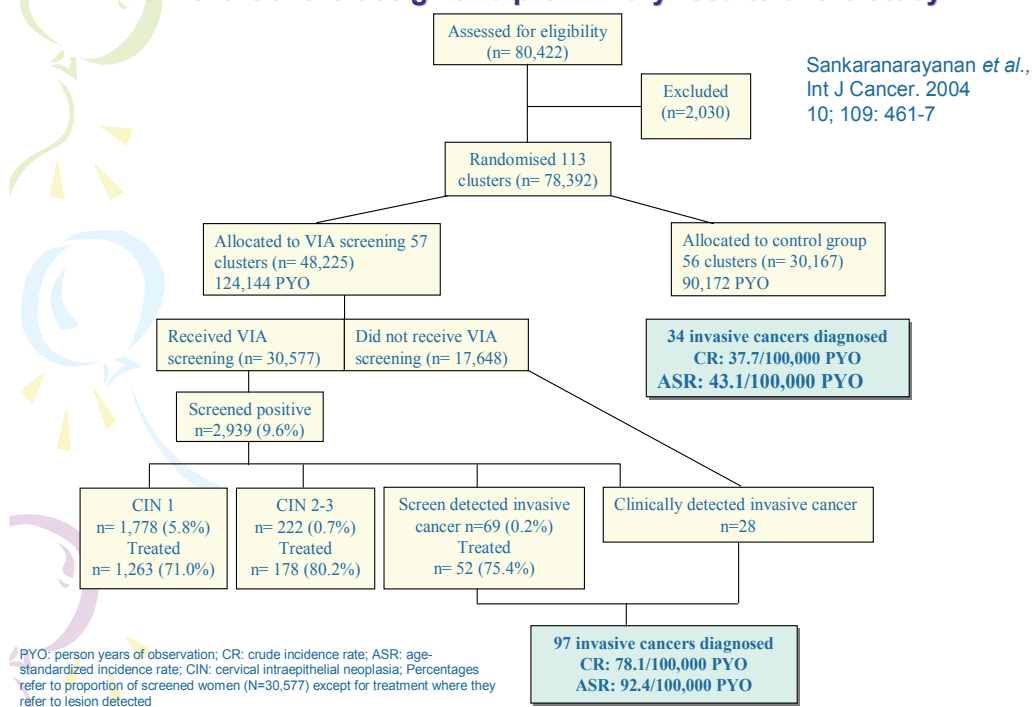 Assessed for eligibility
(n= 80,422)
Sankaranarayanan et al.,
Int J Cancer. 2004
10; 109: 461-7
Excluded
(n=2,030)
Randomised 113
clusters (n= 78,392)
Allocated to VIA screening 57
clusters (n= 48,225)
124,144 PYO
Allocated to control group
56 clusters (n= 30,167)
90,172 PYO
Received VIA
screening (n= 30,577)
Did not receive VIA
screening (n= 17,648)
34 invasive cancers diagnosed
CR: 37.7/100,000 PYO
ASR: 43.1/100,000 PYO
Screened positive
n=2,939 (9.6%)
CIN 1
n= 1,778 (5.8%)
Treated
n= 1,263 (71.0%)
CIN 2-3
n= 222 (0.7%)
Treated
n= 178 (80.2%)
Screen detected invasive
cancer n=69 (0.2%)
Treated
n= 52 (75.4%)
Clinically detected invasive cancer
n=28
97 invasive cancers diagnosed
CR: 78.1/100,000 PYO
ASR: 92.4/100,000 PYO
PYO: person years of observation; CR: crude incidence rate; ASR: age-
standardized incidence rate; CIN: cervical intraepithelial neoplasia; Percentages
refer to proportion of screened women (N=30,577) except for treatment where they
refer to lesion detected